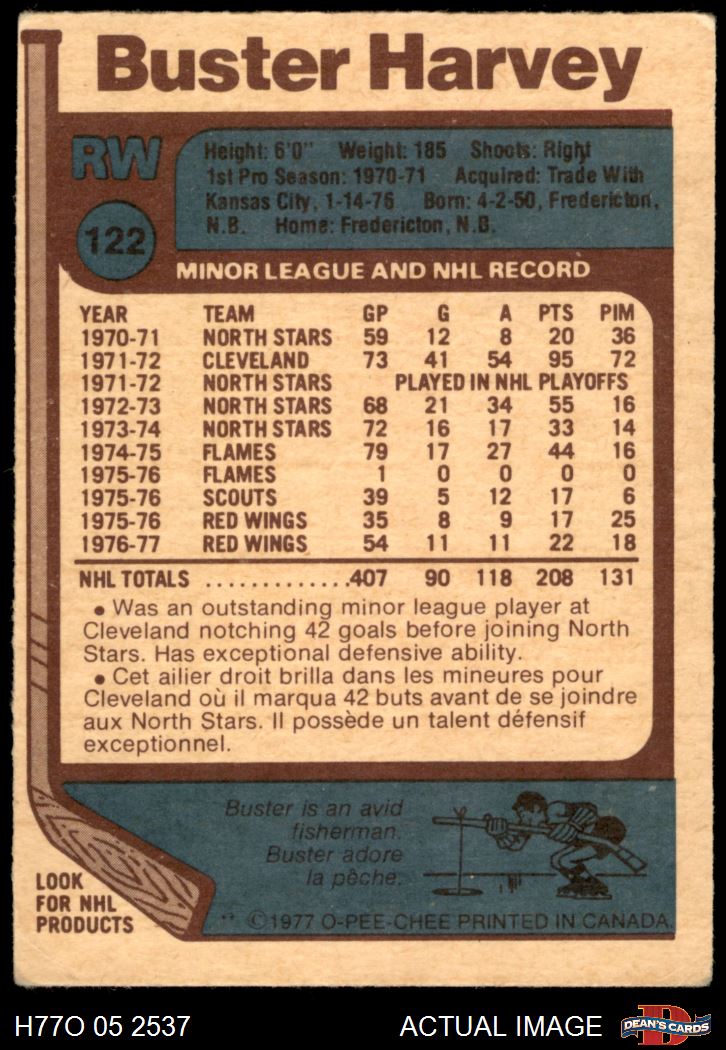 Buster Harvey
RW
Height: 6'0" Weight: 185 Shoots: Right
1st Pro Season: 1970-71 Acquired: Trade With
Kansas City, 1-14-76 Born: 4-2-50, Fredericton,
N.B. Home: Fredericton, N.B.
122
MINOR LEAGUE AND NHL RECORD
YEAR TEAM GP G A PTS PIM
1970-71 NORTH STARS 59 12 8 20 36
1971-72 CLEVELAND 73 41 54 95 72
1971-72 NORTH STARS PLAYED IN NHL PLAYOFFS
1972-73 NORTH STARS 68 21 34 55 16
1973-74 NORTH STARS 72 16 17 33 14
1974-75 FLAMES 79 17 27 44 16
1975-76 FLAMES 1 0 0 0 0
1975-76 SCOUTS 39 5 12 17 6
1975-76 RED WINGS 35 8 9 17 25
1976-77 RED WINGS 54 11 11 22 18
NHL TOTALS .............407 90 118 208 131
• Was an outstanding minor league player at
Cleveland notching 42 goals before joining North
Stars. Has exceptional defensive ability.
• Cet ailier droit brilla dans les mineures pour
Cleveland où il marqua 42 buts avant de se joindre
aux North Stars. Il possède un talent défensif
exceptionnel.
Buster is an avid
fisherman.
Buster adore
la pêche.
LOOK
FOR NHL
PRODUCTS
** ©1977 O-PEE-CHEE PRINTED IN CANADA
H77O 05 2537 ACTUAL IMAGE
D
DEAN'S CARDS